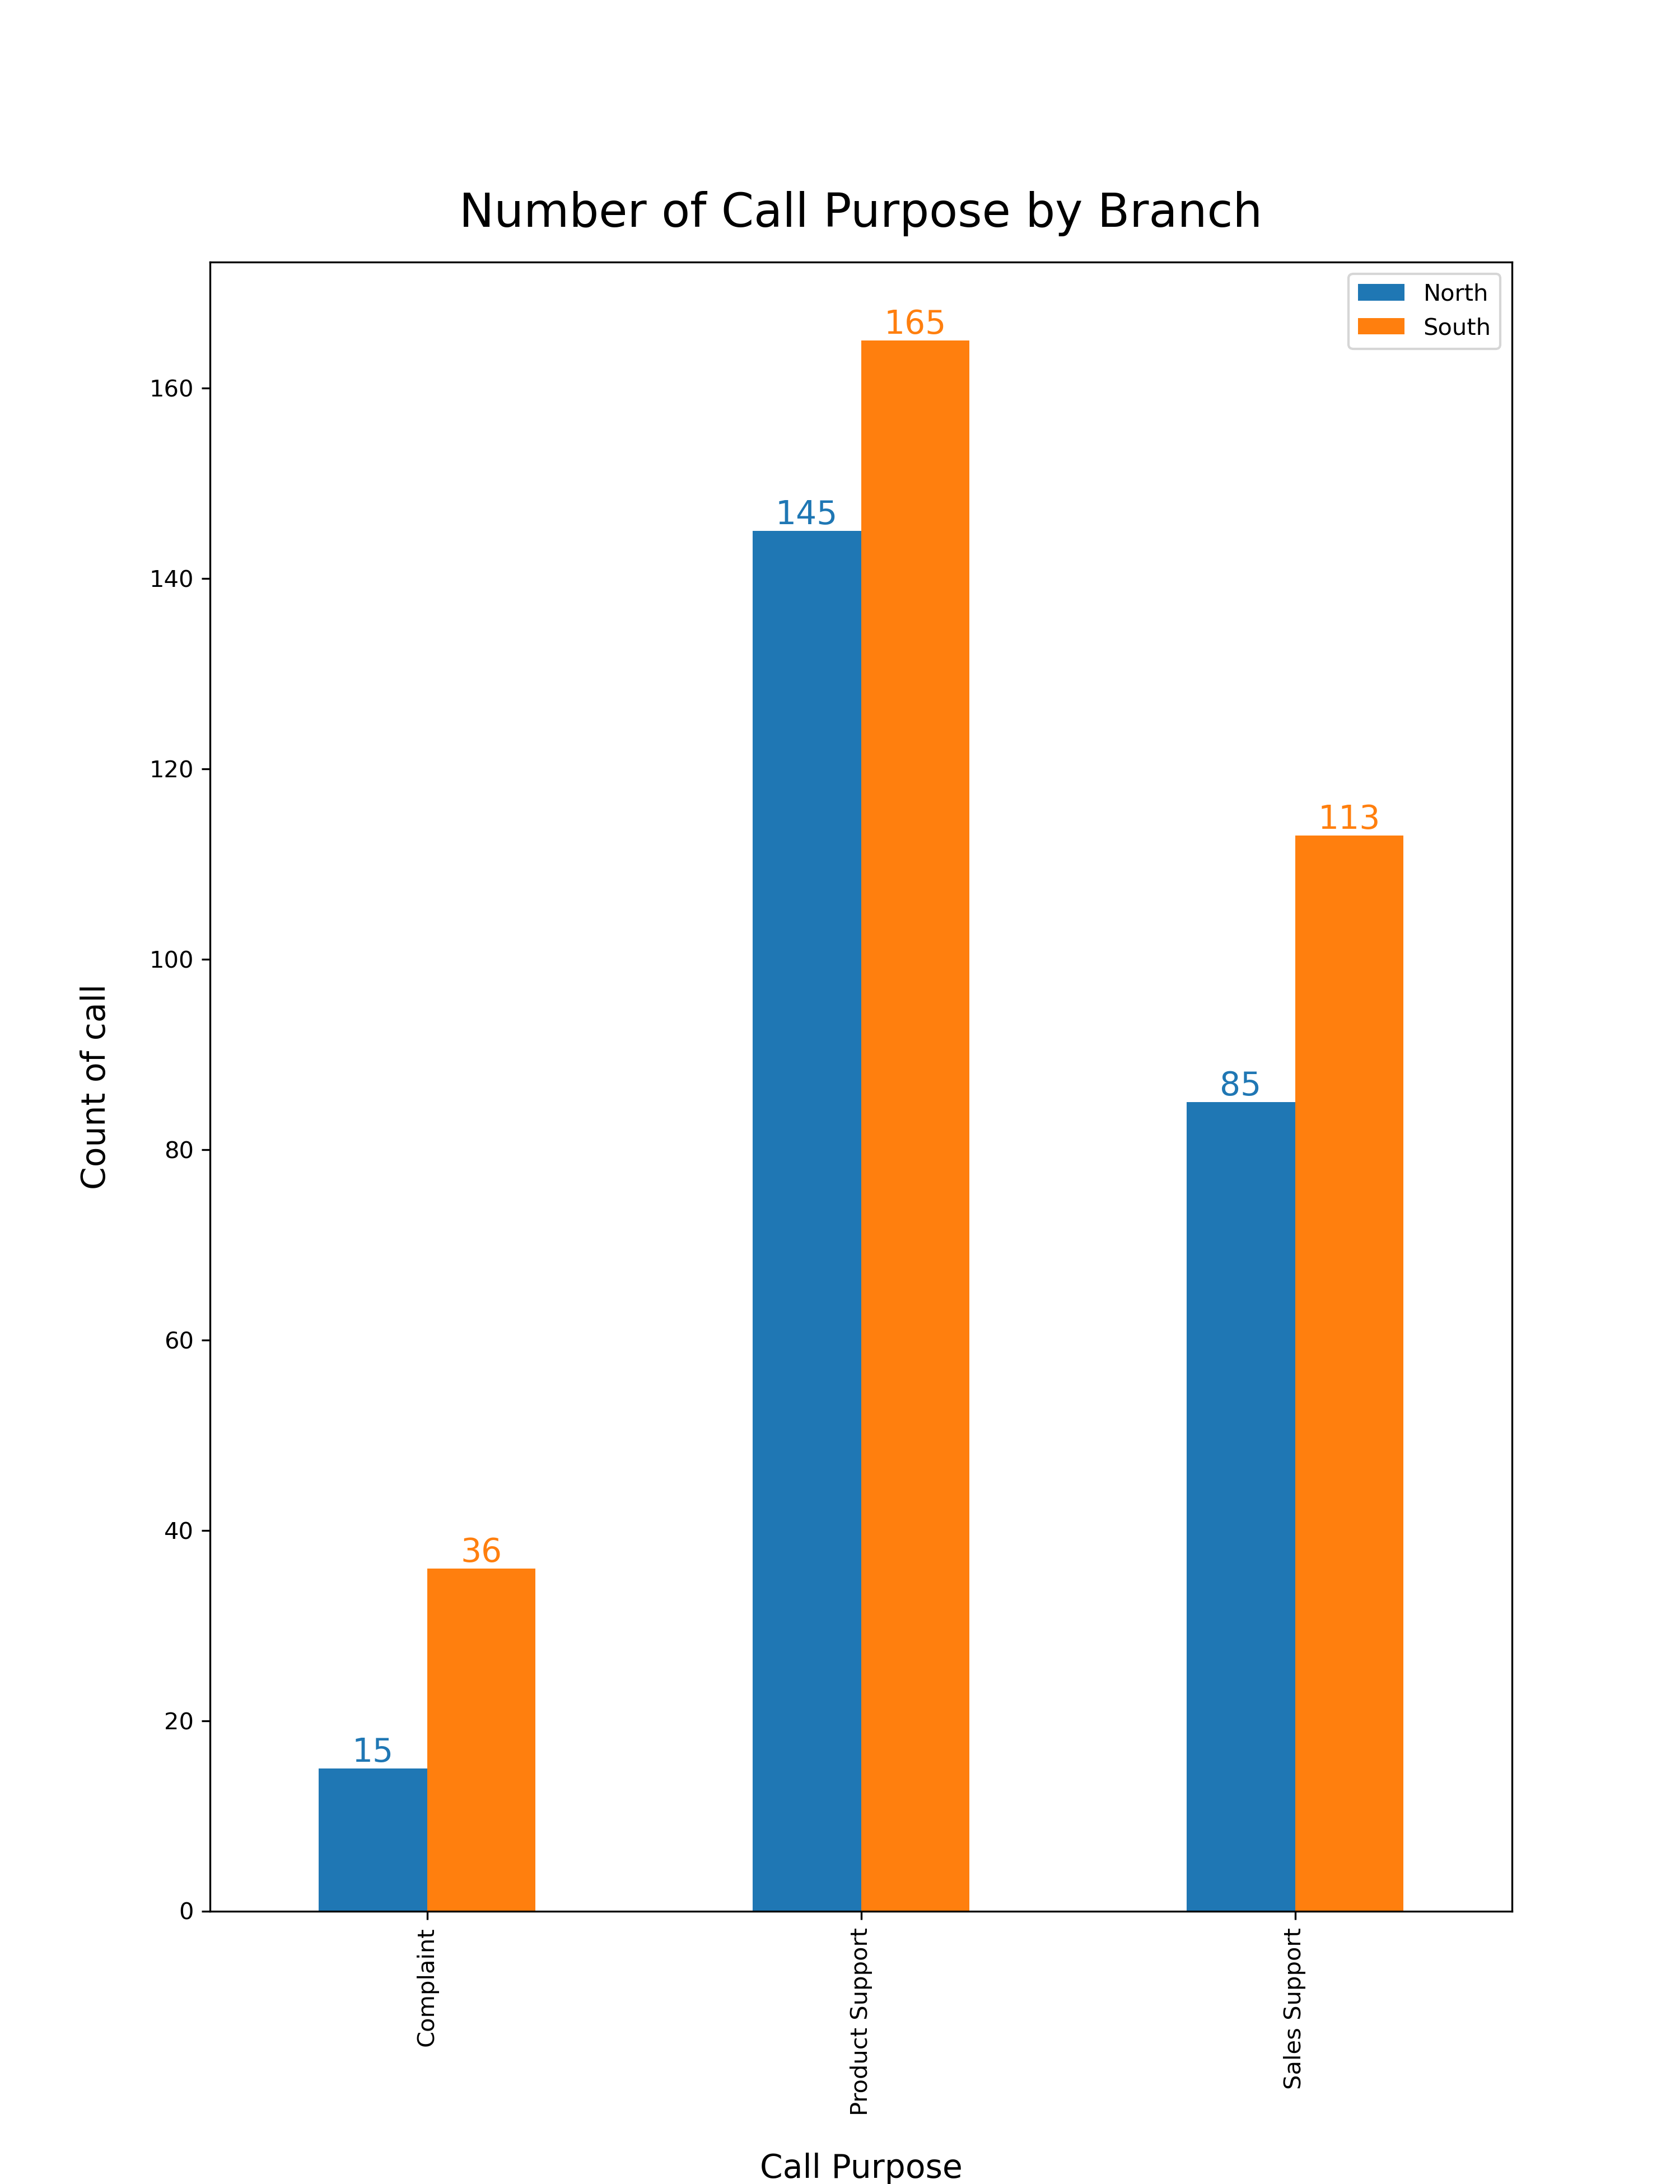 Number of Call Purpose by Branch
North
South
165
145
113
85
36
15
160
140
120
100
80
60
40
20
0
Count of call
Complaint
Product Support
Sales Support
Call Purpose